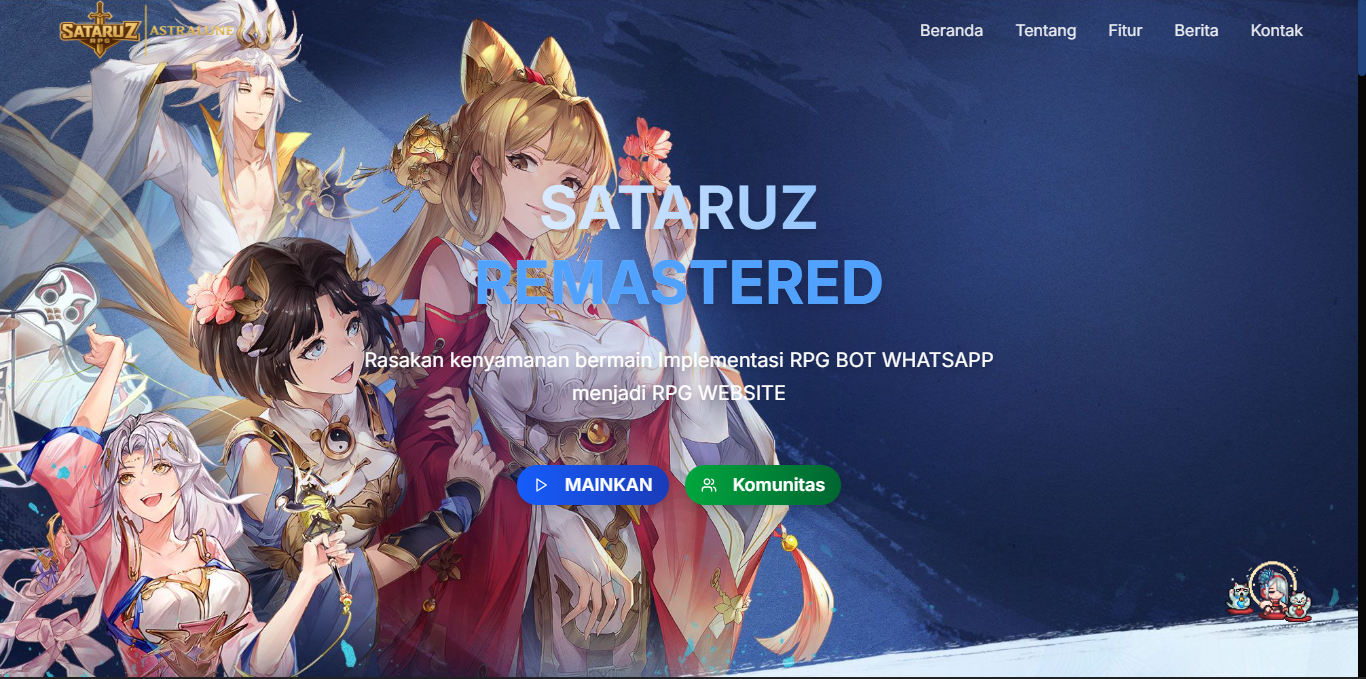 SATARUZ
RPG
ASTRALUNE
Beranda
Tentang
Fitur
Berita
Kontak
SATARUZ
REMASTERED
Rasakan kenyamanan bermain Implementasi RPG BOT WHATSAPP
menjadi RPG WEBSITE
MAINKAN
Komunitas